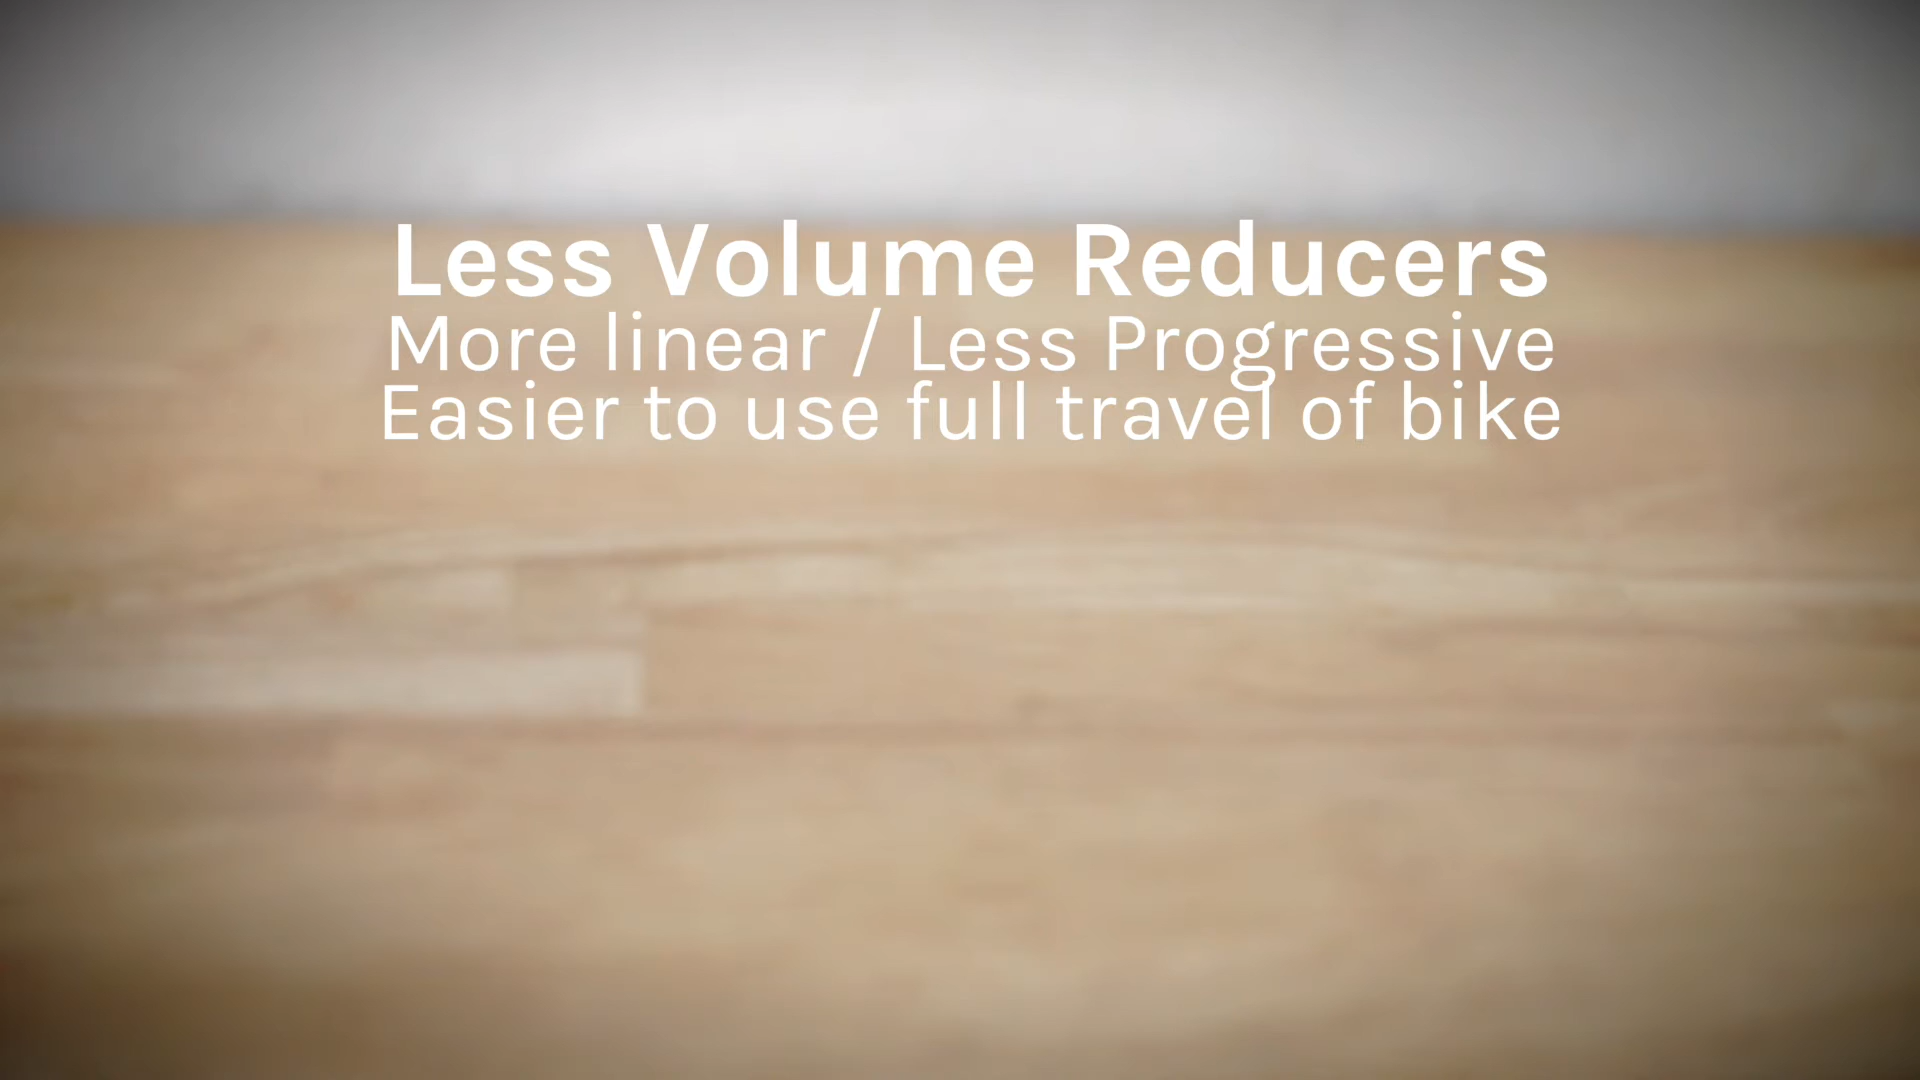 Less Volume Reducers
More linear / Less Progressive
Easier to use full travel of bike